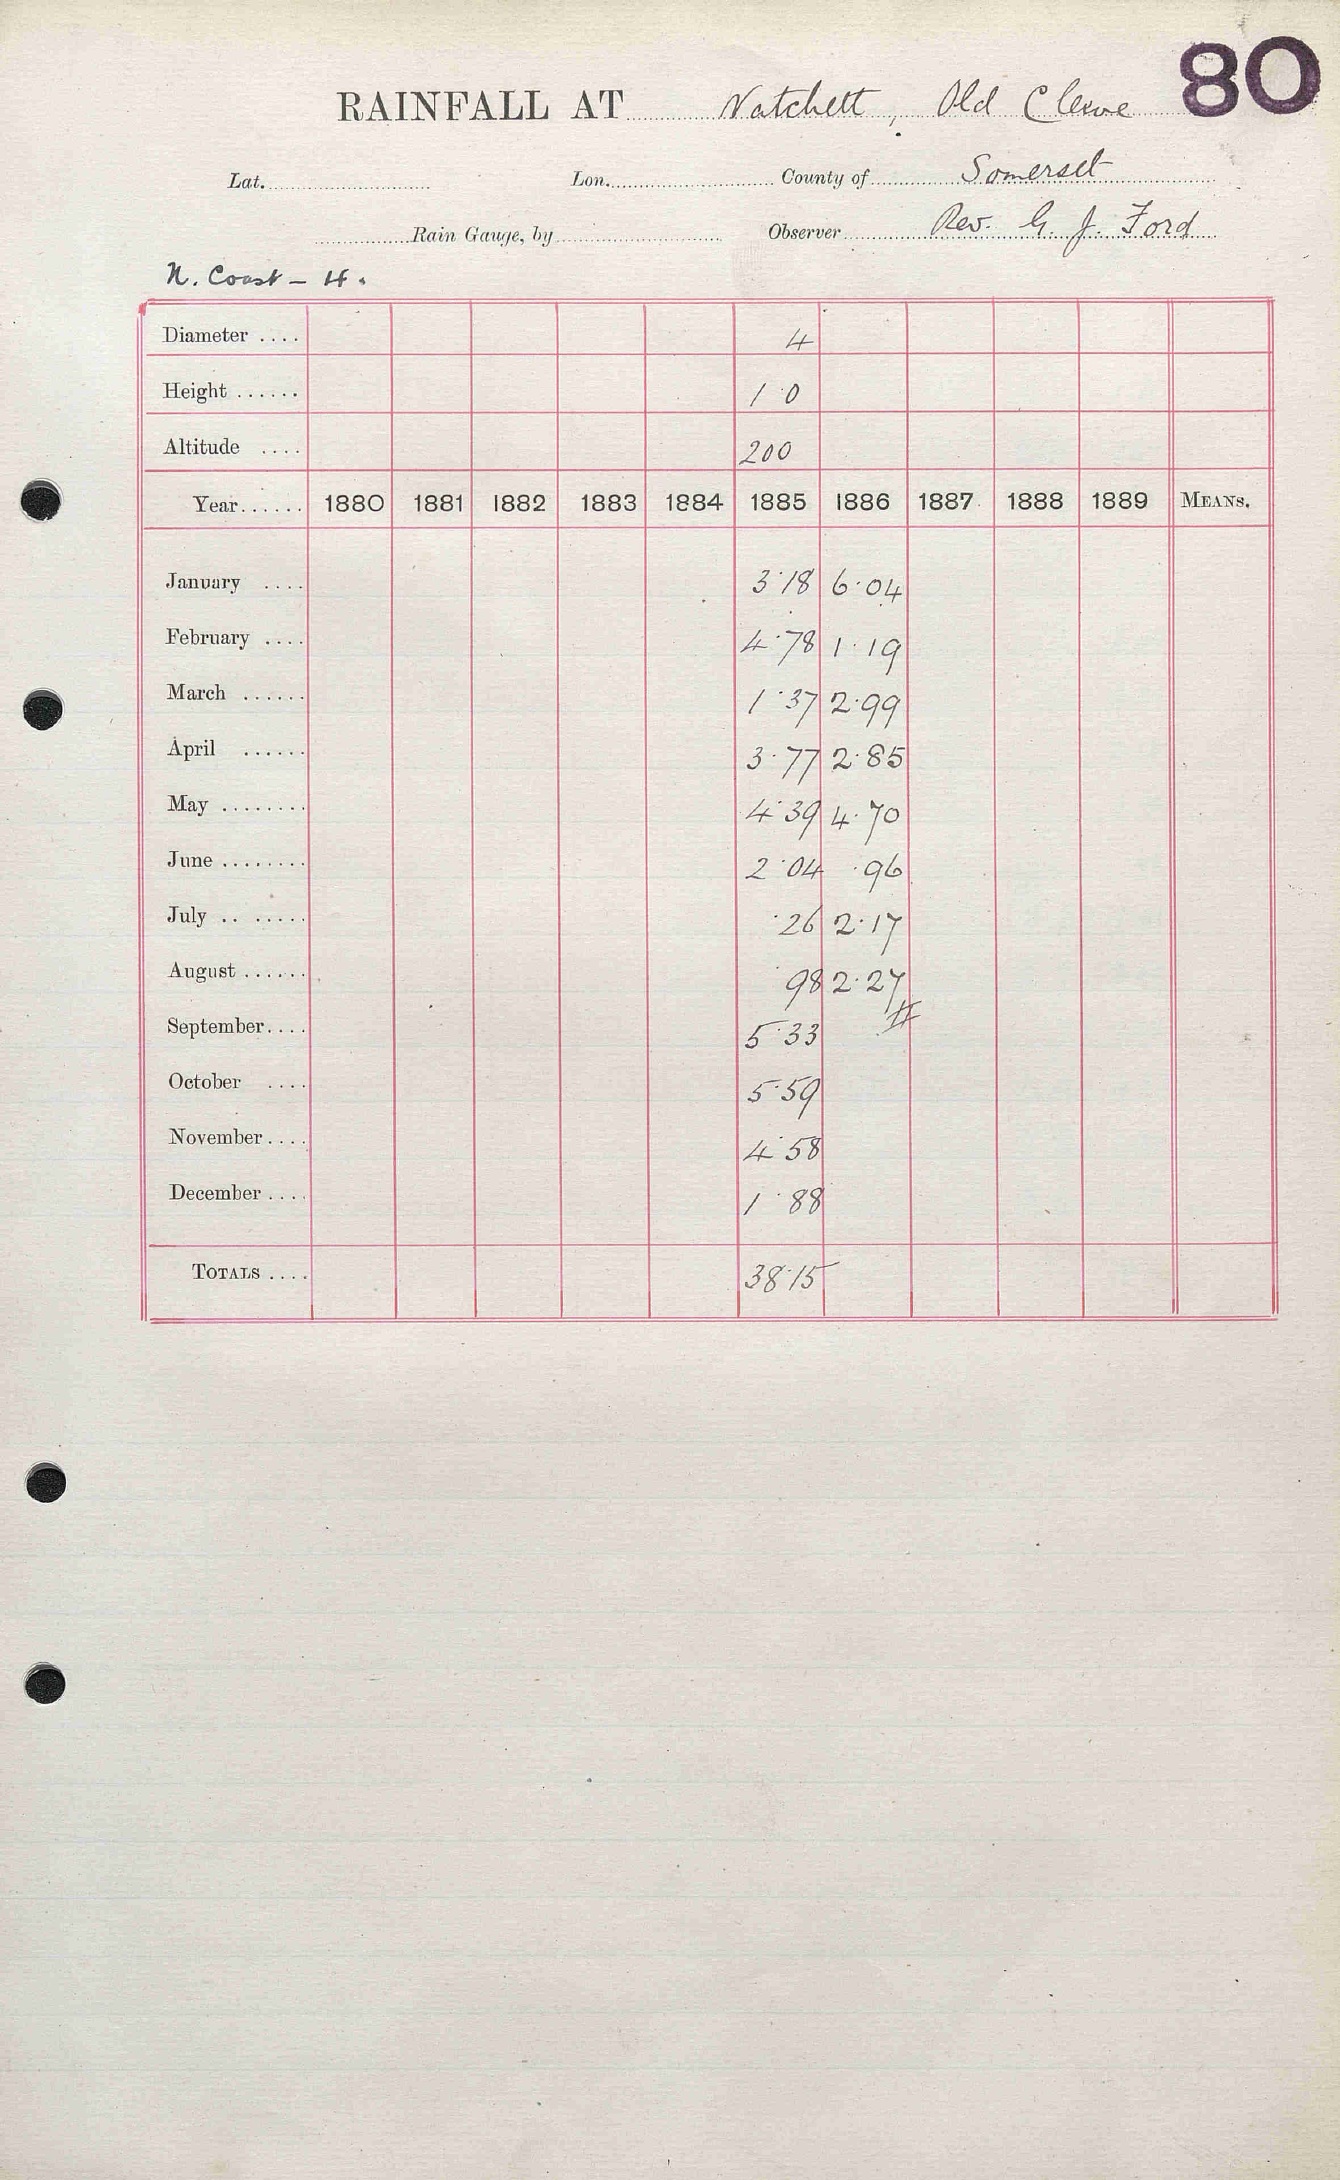 80
RAINFALL AT Watchett, Old Cleeve
Lat. Lon. County of Somerset
Rain Gauge, by Observer Rev. G. J. Ford
N. Coast – 4.
Diameter .... 4
Height ...... 1 0
Altitude .... 200
Year...... 1880 1881 1882 1883 1884 1885 1886 1887 1888 1889 MEANS.
January .... 3·18 6·04
February .... 4·78 1·19
March ...... 1·37 2·99
April ...... 3·77 2·85
May ........ 4·39 4·70
June ........ 2·04 ·96
July .. ..... ·26 2·17
August ...... 98 2·27
September.... 5·33
October .... 5·59
November.... 4·58
December.... 1·88
TOTALS .... 38·15